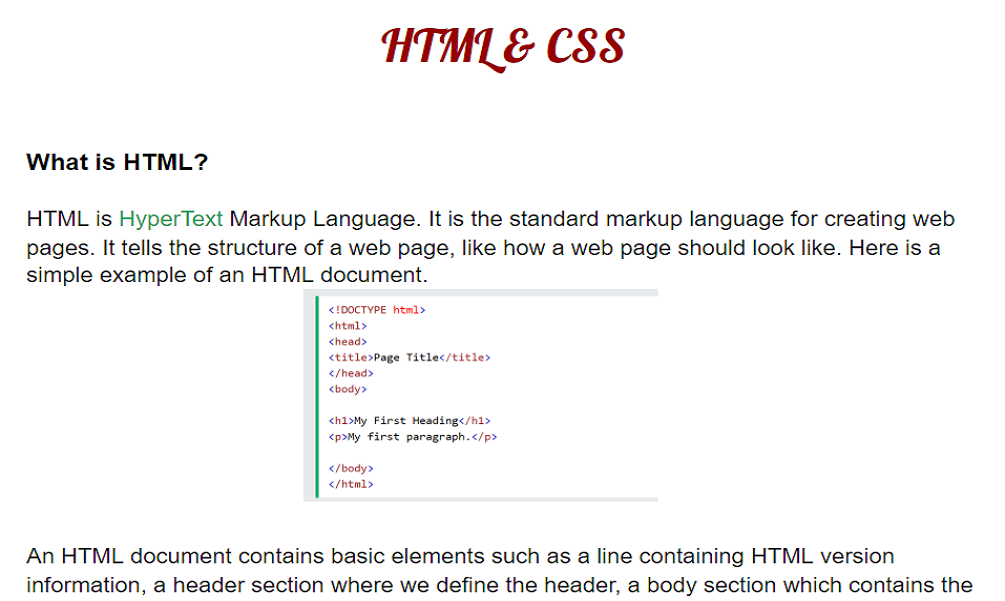 HTML & CSS
What is HTML?
HTML is HyperText Markup Language. It is the standard markup language for creating web
pages. It tells the structure of a web page, like how a web page should look like. Here is a
simple example of an HTML document.
<!DOCTYPE html>
<html>
<head>
<title>Page Title</title>
</head>
<body>
<h1>My First Heading</h1>
<p>My first paragraph.</p>
</body>
</html>
An HTML document contains basic elements such as a line containing HTML version
information, a header section where we define the header, a body section which contains the